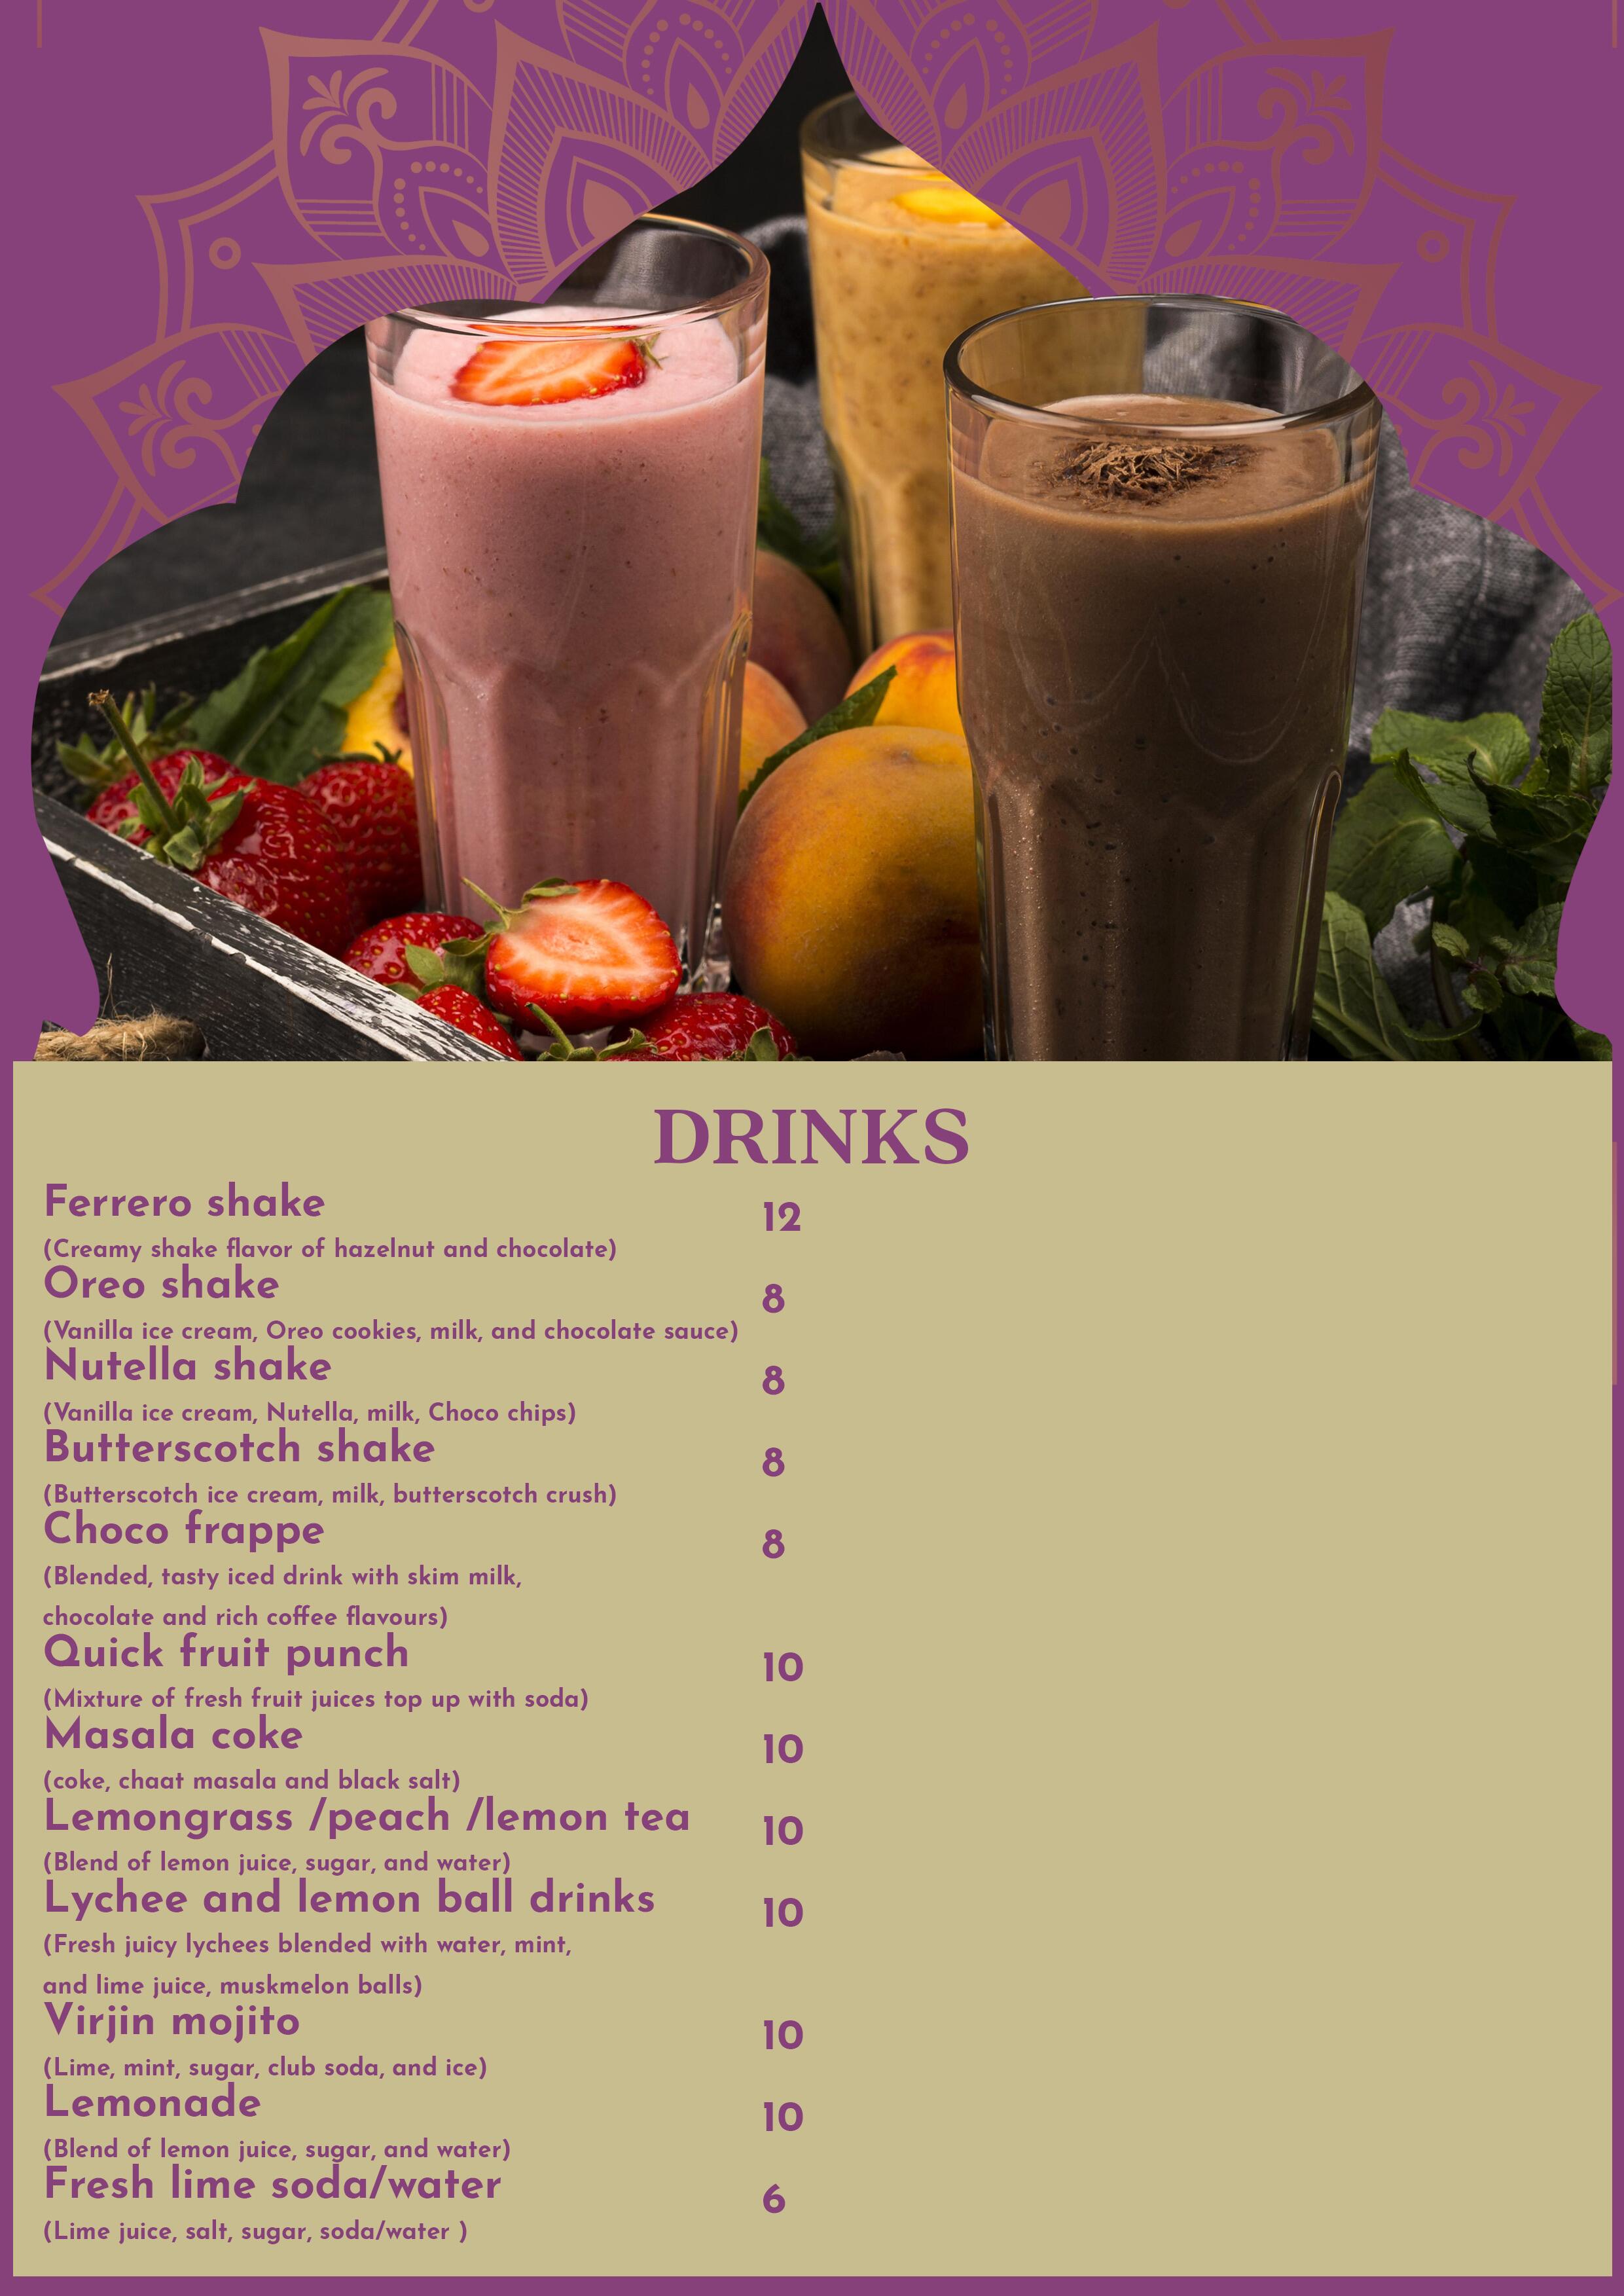 DRINKS
Ferrero shake 12
(Creamy shake flavor of hazelnut and chocolate)
Oreo shake 8
(Vanilla ice cream, Oreo cookies, milk, and chocolate sauce)
Nutella shake 8
(Vanilla ice cream, Nutella, milk, Choco chips)
Butterscotch shake 8
(Butterscotch ice cream, milk, butterscotch crush)
Choco frappe 8
(Blended, tasty iced drink with skim milk,
chocolate and rich coffee flavours)
Quick fruit punch 10
(Mixture of fresh fruit juices top up with soda)
Masala coke 10
(coke, chaat masala and black salt)
Lemongrass /peach /lemon tea 10
(Blend of lemon juice, sugar, and water)
Lychee and lemon ball drinks 10
(Fresh juicy lychees blended with water, mint,
and lime juice, muskmelon balls)
Virjin mojito 10
(Lime, mint, sugar, club soda, and ice)
Lemonade 10
(Blend of lemon juice, sugar, and water)
Fresh lime soda/water 6
(Lime juice, salt, sugar, soda/water )